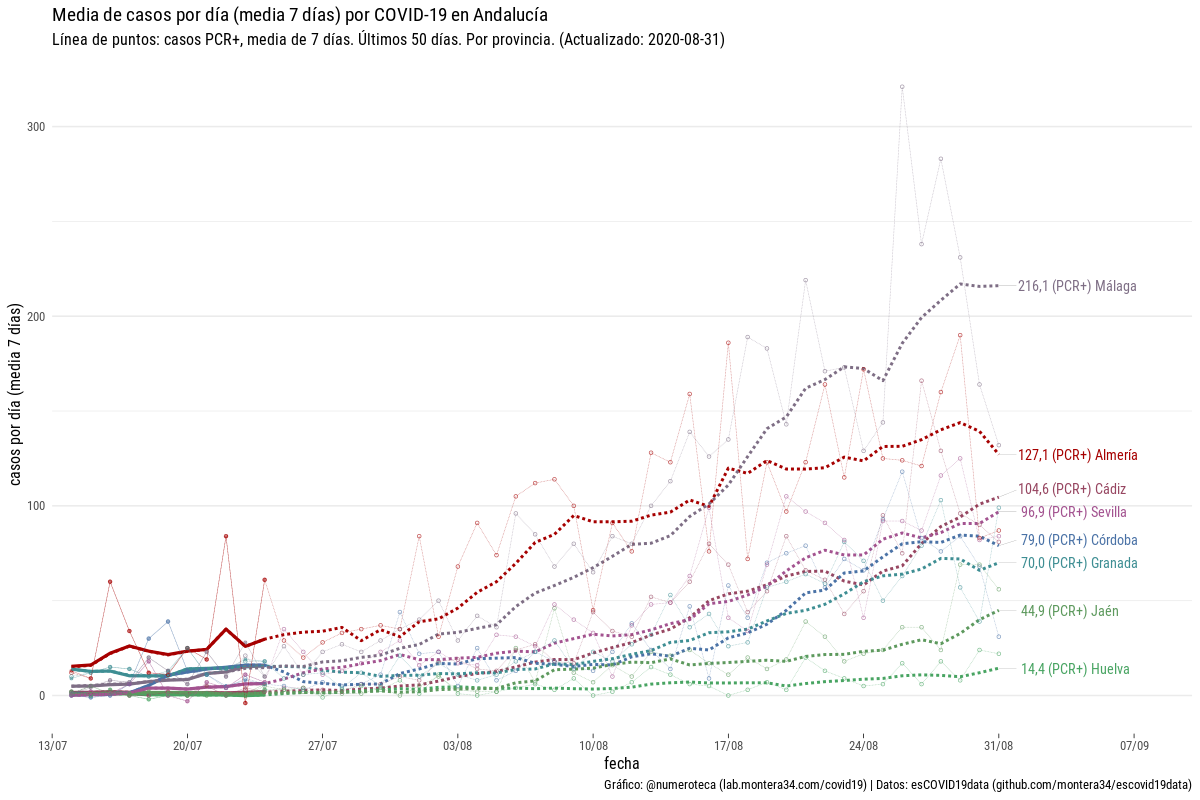 Media de casos por día (media 7 días) por COVID-19 en Andalucía
Línea de puntos: casos PCR+, media de 7 días. Últimos 50 días. Por provincia. (Actualizado: 2020-08-31)
casos por día (media 7 días)
300
200
100
0
216,1 (PCR+) Málaga
127,1 (PCR+) Almería
104,6 (PCR+) Cádiz
96,9 (PCR+) Sevilla
79,0 (PCR+) Córdoba
70,0 (PCR+) Granada
44,9 (PCR+) Jaén
14,4 (PCR+) Huelva
13/07 20/07 27/07 03/08 10/08 17/08 24/08 31/08 07/09
fecha
Gráfico: @numeroteca (lab.montera34.com/covid19) | Datos: esCOVID19data (github.com/montera34/escovid19data)